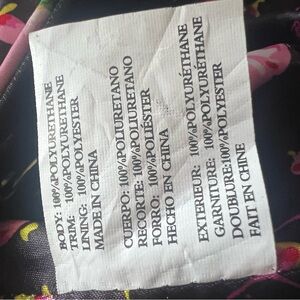 BODY: 100%POLYURETHANE
TRIM: 100%POLYURETHANE
LINING: 100%POLYESTER
MADE IN CHINA
CUERPO: 100%POLIURETANO
RECORTE: 100%POLIURETANO
FORRO: 100%POLIÉSTER
HECHO EN CHINA
EXTERIEUR: 100%POLYURÉTHANE
GARNITURE: 100%POLYURÉTHANE
DOUBLURE:100%POLYESTER
FAIT EN CHINE